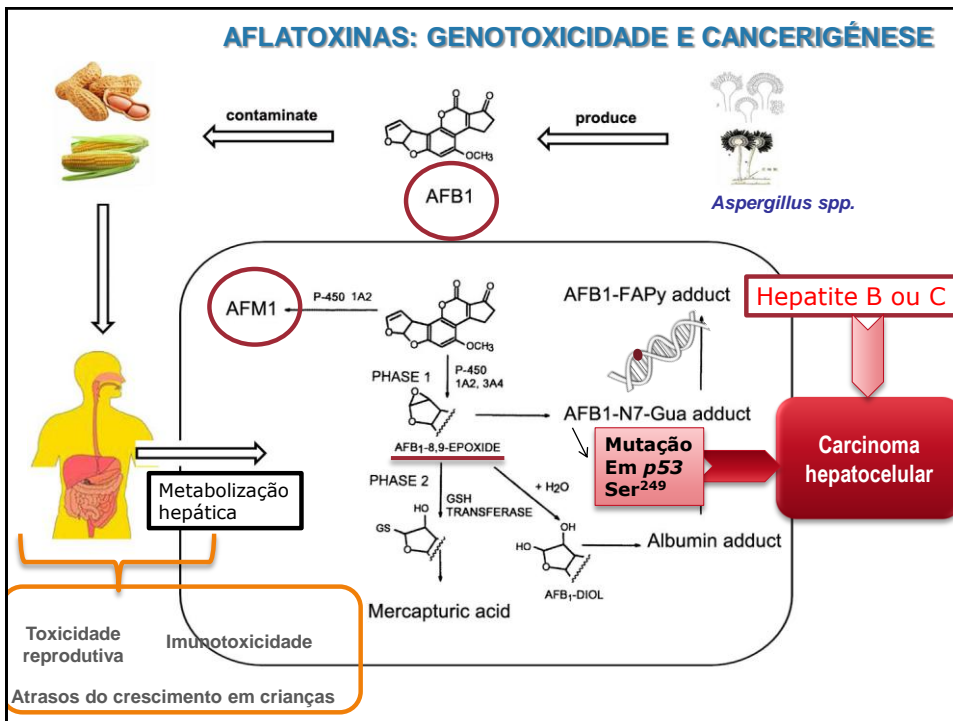 AFLATOXINAS: GENOTOXICIDADE E CANCERIGÉNESE
contaminate
produce
OCH₃
AFB1
Aspergillus spp.
AFM1
P-450 1A2
OCH₃
AFB1-FAPy adduct
Hepatite B ou C
PHASE 1
P-450
1A2, 3A4
AFB₁-8,9-EPOXIDE
AFB1-N7-Gua adduct
Mutação
Em p53
Ser²⁴⁹
Carcinoma
hepatocelular
Metabolização
hepática
PHASE 2
GSH
TRANSFERASE
+ H₂O
HO
GS
O
OH
HO
O
AFB₁-DIOL
Albumin adduct
Mercapturic acid
Toxicidade
reprodutiva
Imunotoxicidade
Atrasos do crescimento em crianças